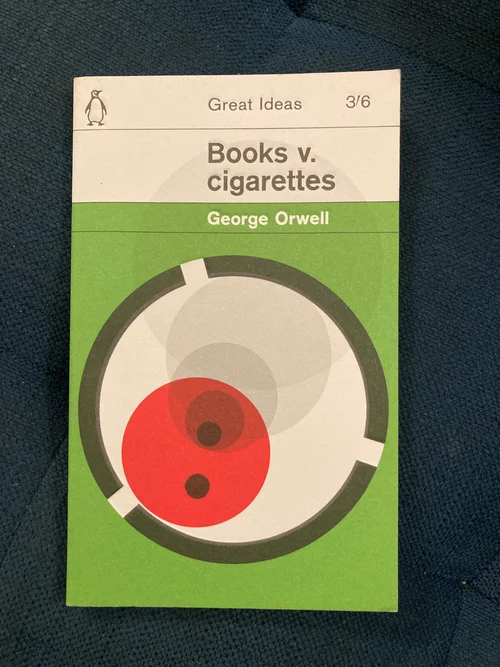 Great Ideas 3/6
Books v.
cigarettes
George Orwell